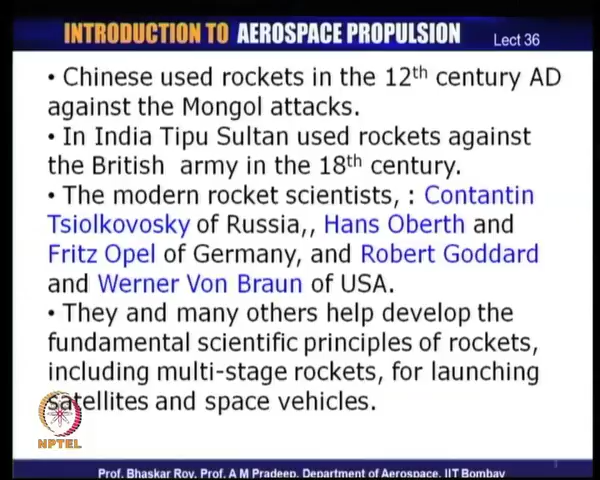 INTRODUCTION TO AEROSPACE PROPULSION
Lect 36
• Chinese used rockets in the 12th century AD
against the Mongol attacks.
• In India Tipu Sultan used rockets against
the British army in the 18th century.
• The modern rocket scientists, : Contantin
Tsiolkovosky of Russia,, Hans Oberth and
Fritz Opel of Germany, and Robert Goddard
and Werner Von Braun of USA.
• They and many others help develop the
fundamental scientific principles of rockets,
including multi-stage rockets, for launching
satellites and space vehicles.
NPTEL
Prof. Bhaskar Roy, Prof. A M Pradeep, Department of Aerospace, IIT Bombay